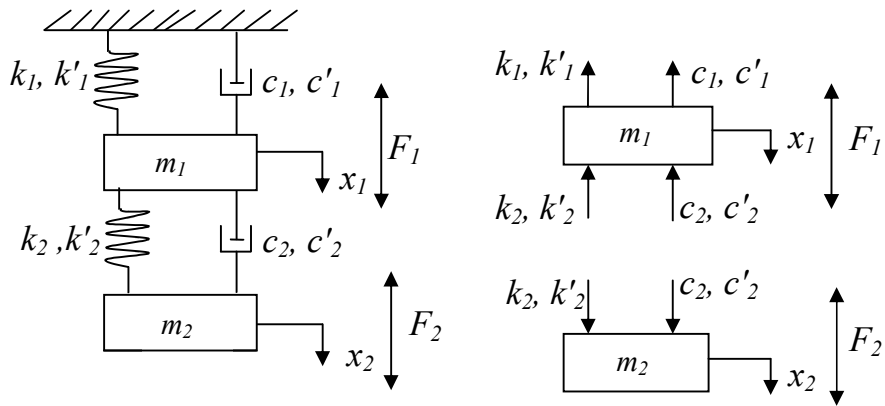 k₁, k'₁
c₁, c'₁
m₁
x₁
F₁
k₂ ,k'₂
c₂, c'₂
m₂
x₂
F₂
k₁, k'₁
c₁, c'₁
m₁
x₁
F₁
k₂, k'₂
c₂, c'₂
k₂, k'₂
c₂, c'₂
m₂
x₂
F₂